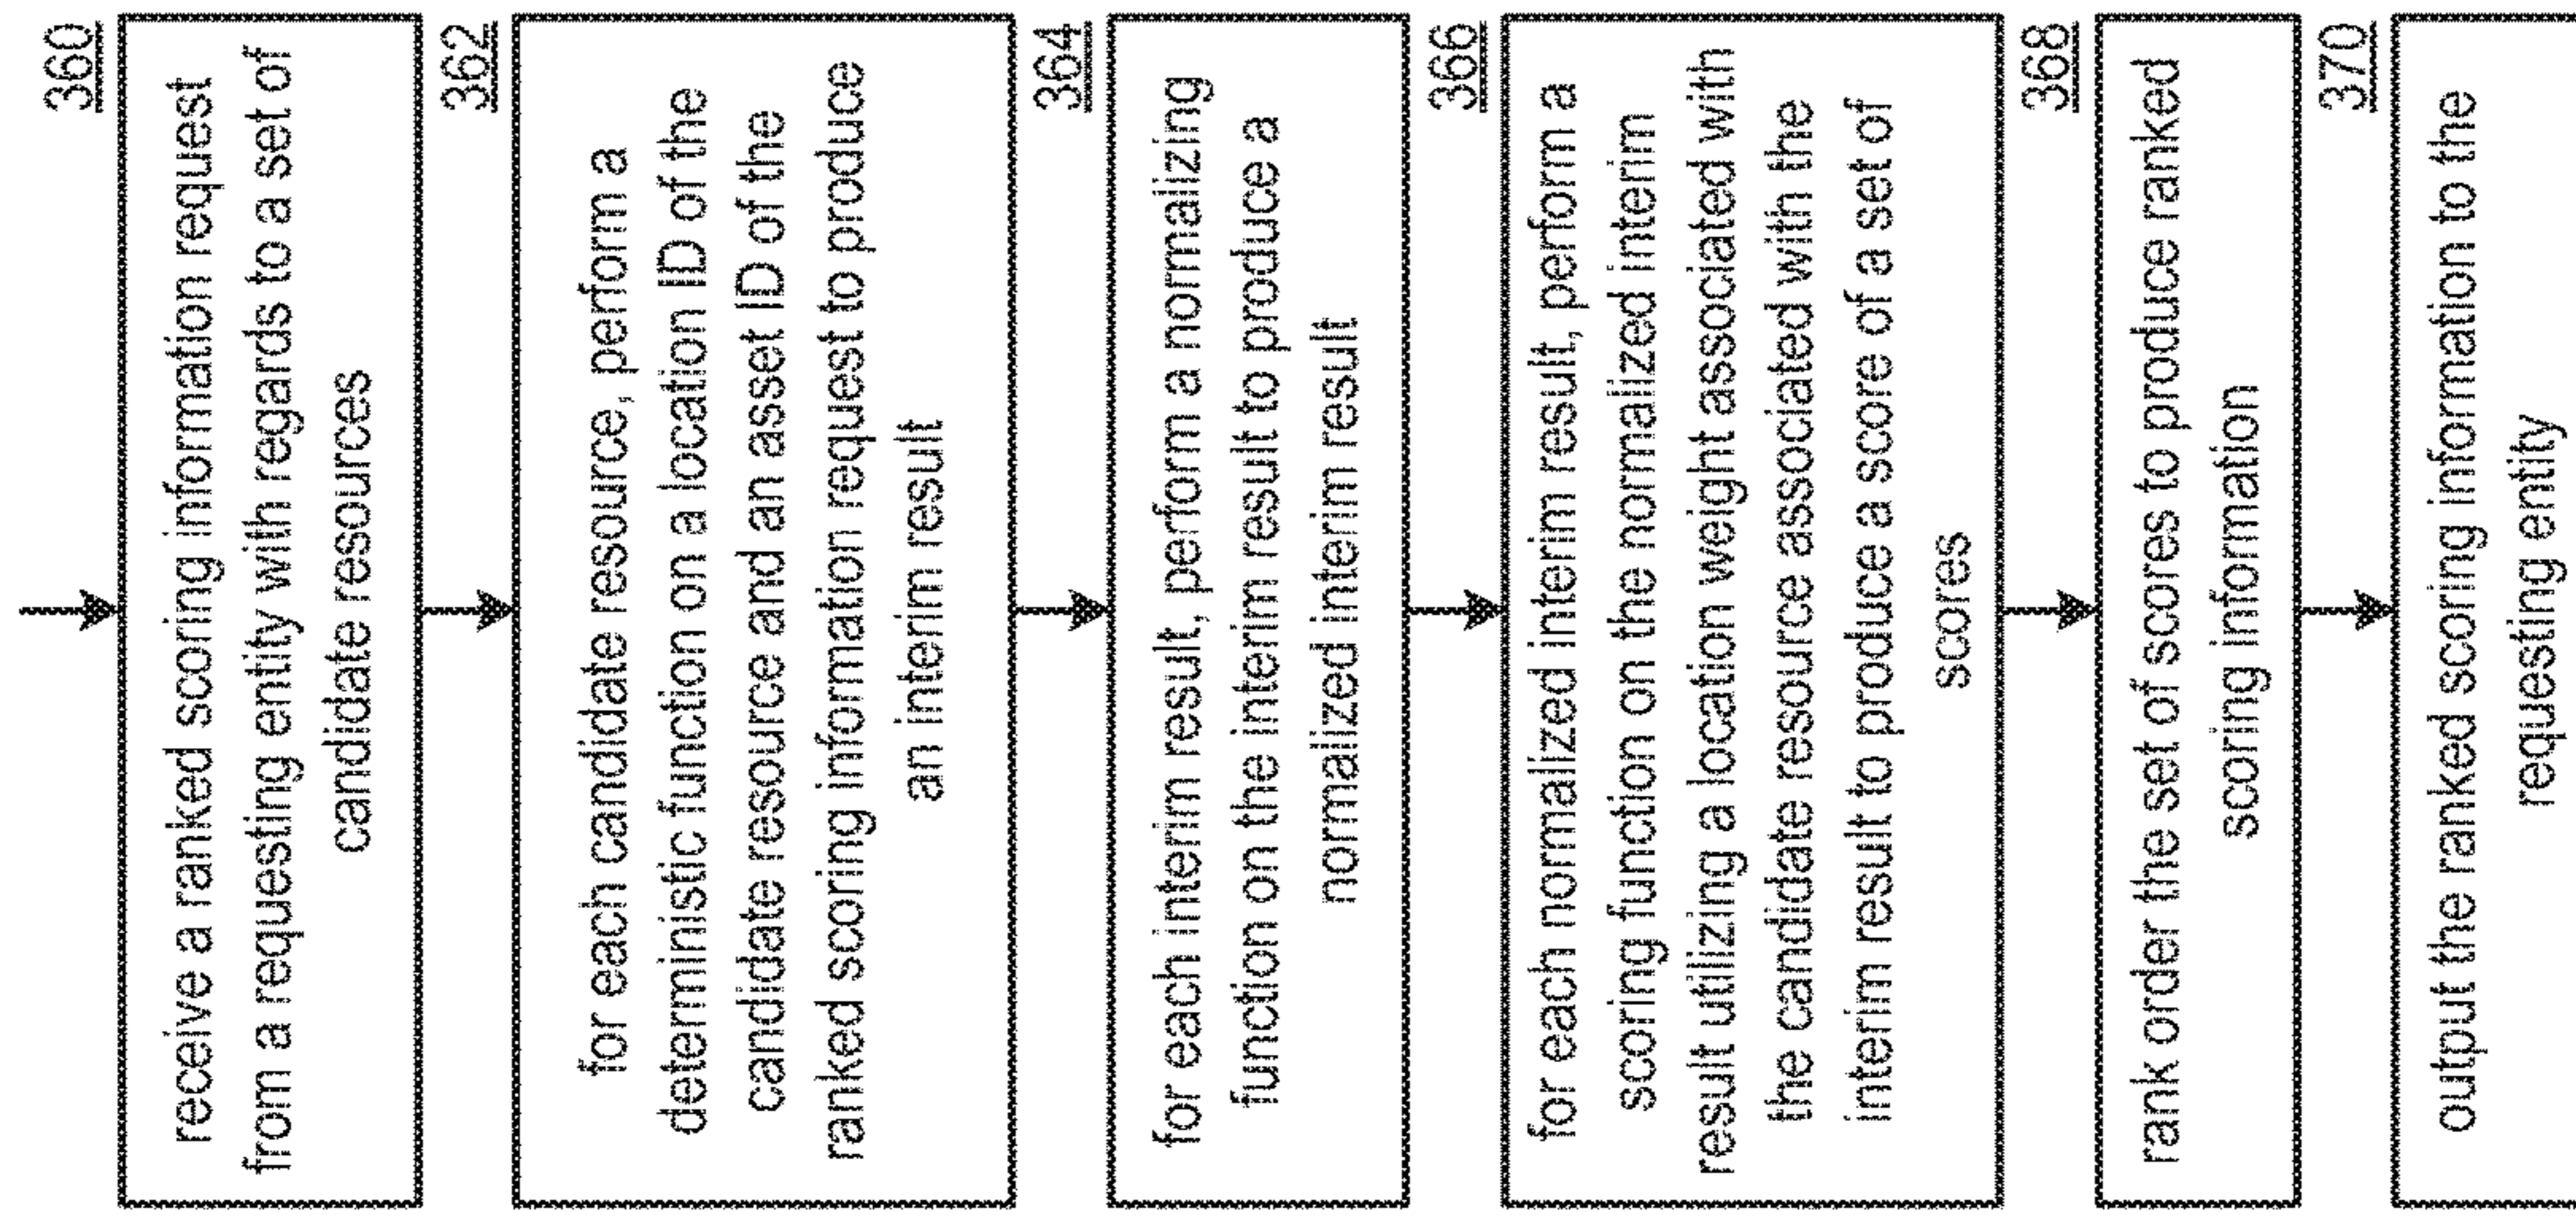 360
receive a ranked scoring information request
from a requesting entity with regards to a set of
candidate resources
362
for each candidate resource, perform a
deterministic function on a location ID of the
candidate resource and an asset ID of the
ranked scoring information request to produce
an interim result
364
for each interim result, perform a normalizing
function on the interim result to produce a
normalized interim result
366
for each normalized interim result, perform a
scoring function on the normalized interim
result utilizing a location weight associated with
the candidate resource associated with the
interim result to produce a score of a set of
scores
368
rank order the set of scores to produce ranked
scoring information
370
output the ranked scoring information to the
requesting entity